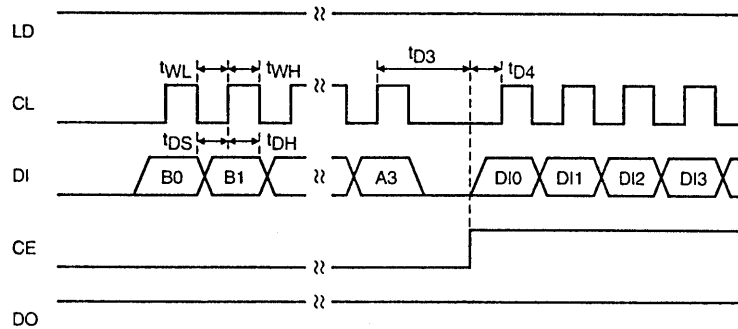 LD
tD3
tWL tWH tD4
CL
tDS tDH
DI B0 B1 A3 DI0 DI1 DI2 DI3
CE
DO